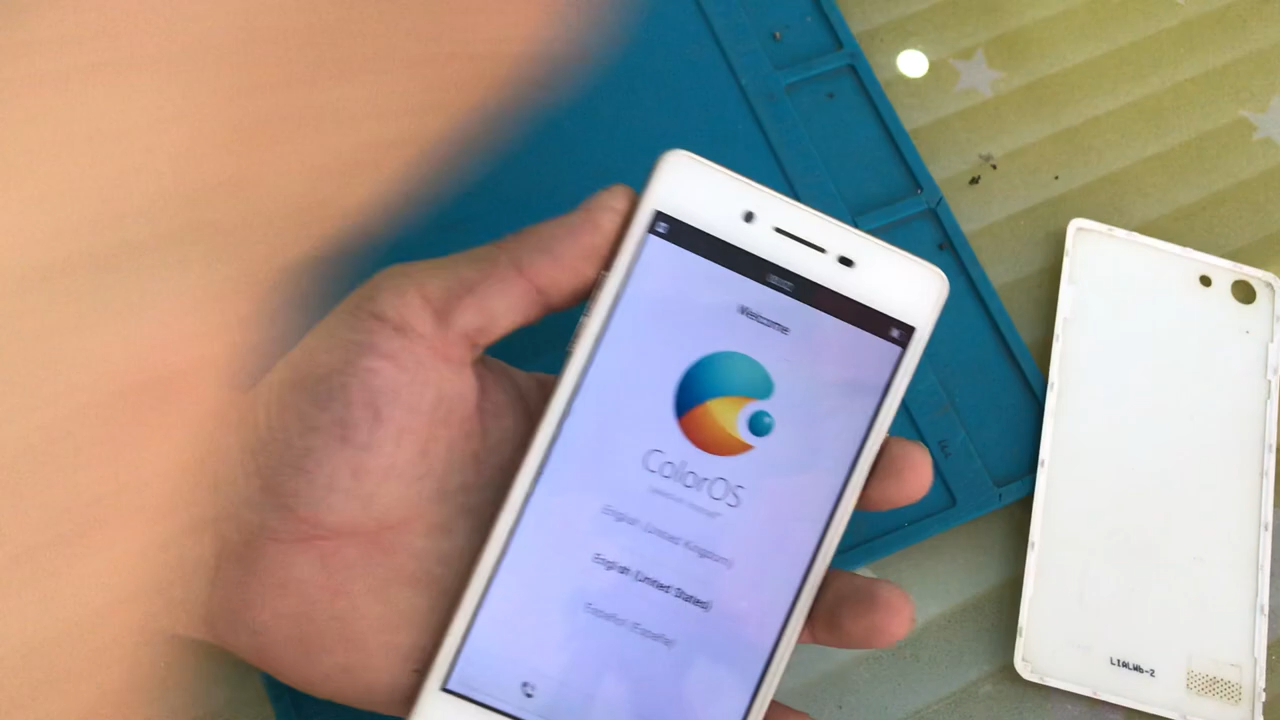 Welcome
ColorOS
English (United Kingdom)
English (United States)
Español (España)
LIALWb-2